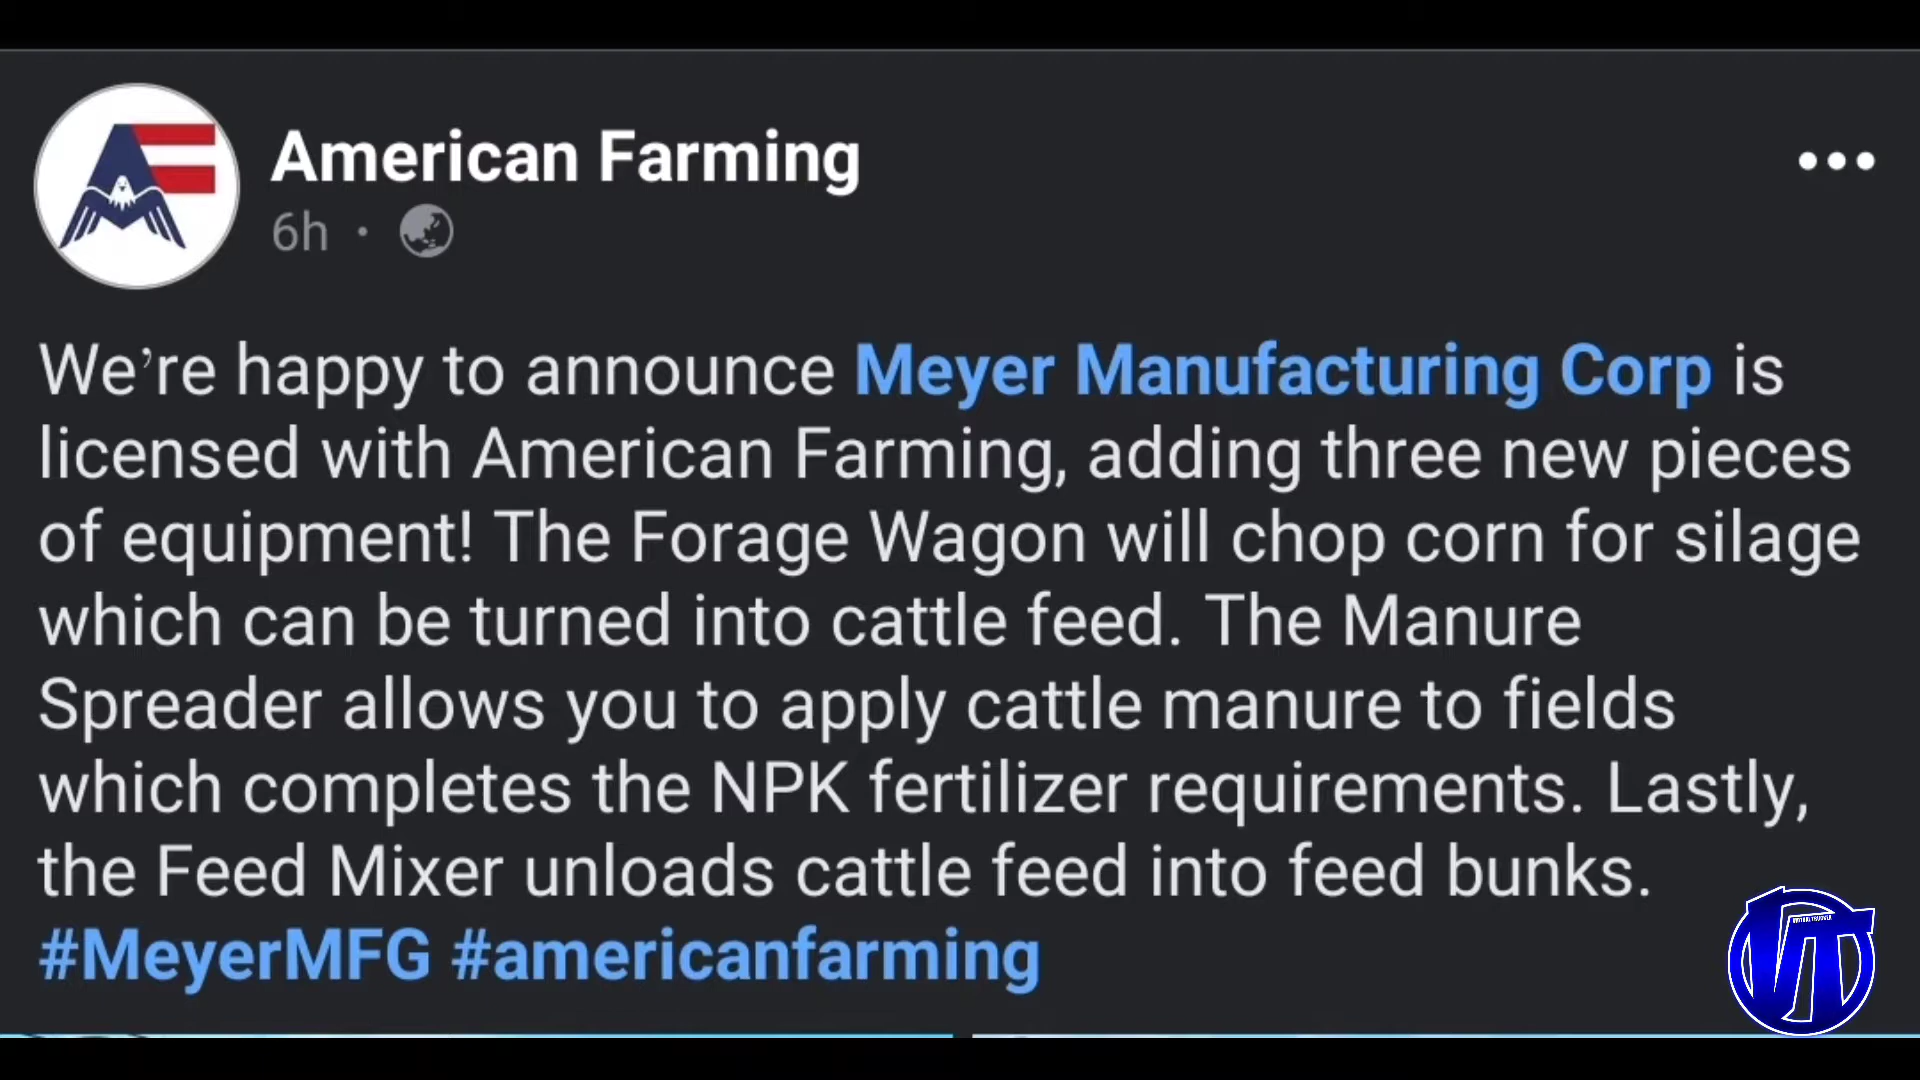 American Farming
6h ·
We're happy to announce Meyer Manufacturing Corp is
licensed with American Farming, adding three new pieces
of equipment! The Forage Wagon will chop corn for silage
which can be turned into cattle feed. The Manure
Spreader allows you to apply cattle manure to fields
which completes the NPK fertilizer requirements. Lastly,
the Feed Mixer unloads cattle feed into feed bunks.
#MeyerMFG #americanfarming
VT